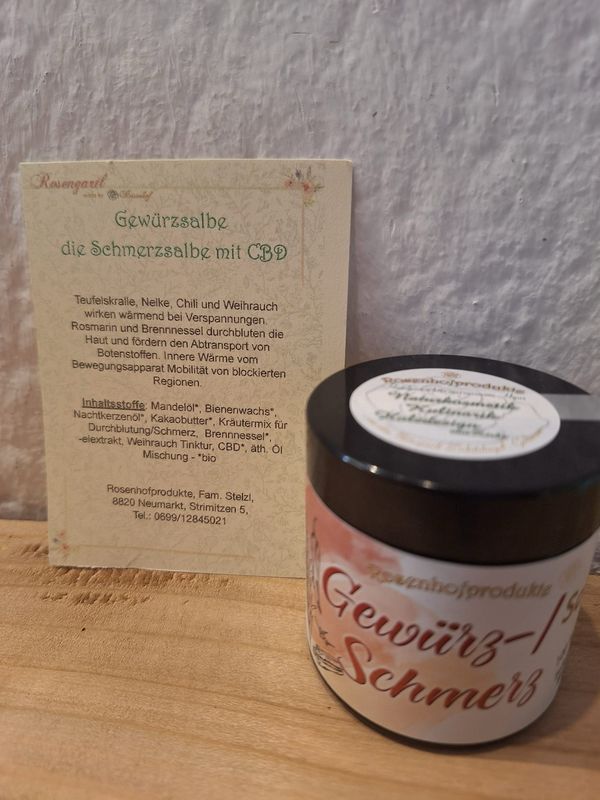 Rosengartl
Rosenhof
Gewürzsalbe
die Schmerzsalbe mit CBD
Teufelskralle, Nelke, Chili und Weihrauch
wirken wärmend bei Verspannungen.
Rosmarin und Brennnessel durchbluten die
Haut und fördern den Abtransport von
Botenstoffen. Innere Wärme vom
Bewegungsapparat Mobilität von blockierten
Regionen.
Inhaltsstoffe: Mandelöl*, Bienenwachs*,
Nachtkerzenöl*, Kakaobutter*, Kräutermix für
Durchblutung/Schmerz, Brennnessel*,
-elextrakt, Weihrauch Tinktur, CBD*, äth. Öl
Mischung - *bio
Rosenhofprodukte, Fam. Stelzl,
8820 Neumarkt, Strimitzen 5,
Tel.: 0699/12845021
Rosenhofprodukte
Naturkosmetik
Kulinarik
Rosenhofprodukte
Gewürz-/
Schmerz